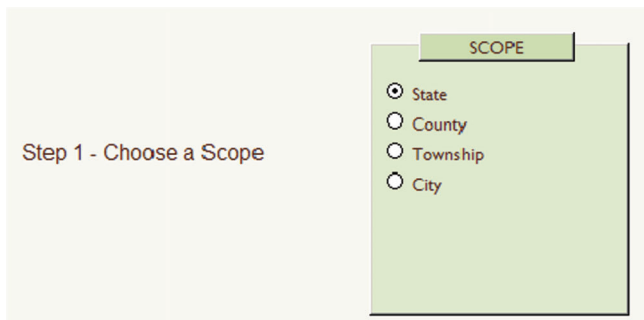 SCOPE
State
County
Step 1 - Choose a Scope
Township
City